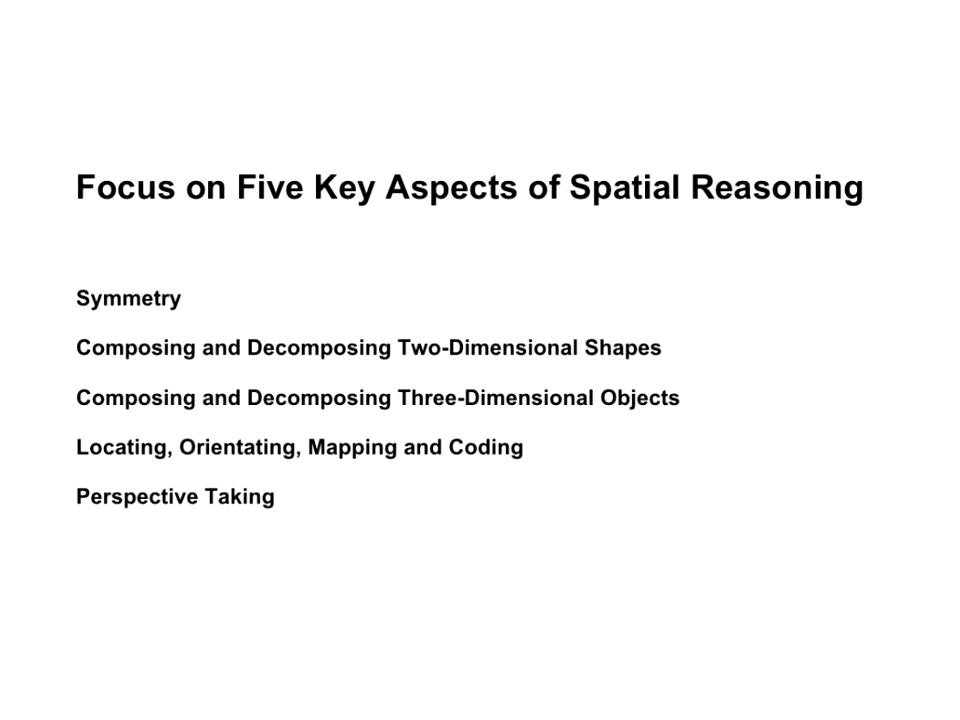 Focus on Five Key Aspects of Spatial Reasoning
Symmetry
Composing and Decomposing Two-Dimensional Shapes
Composing and Decomposing Three-Dimensional Objects
Locating, Orientating, Mapping and Coding
Perspective Taking